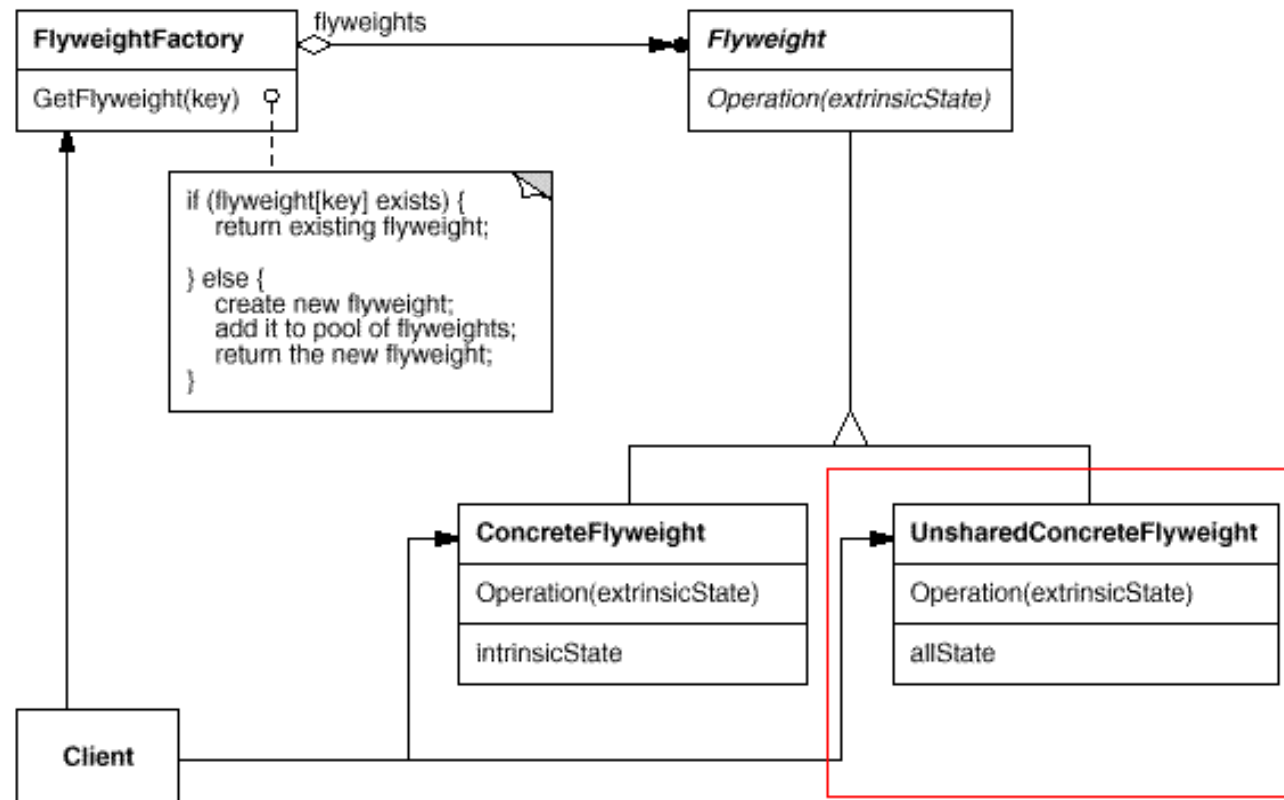 flyweights
FlyweightFactory
GetFlyweight(key)
Flyweight
Operation(extrinsicState)
if (flyweight[key] exists) {
return existing flyweight;
} else {
create new flyweight;
add it to pool of flyweights;
return the new flyweight;
}
ConcreteFlyweight
Operation(extrinsicState)
intrinsicState
UnsharedConcreteFlyweight
Operation(extrinsicState)
allState
Client